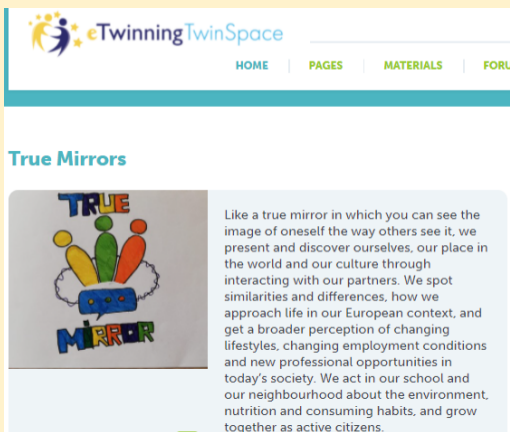 eTwinning TwinSpace
HOME PAGES MATERIALS FORU
True Mirrors
TRUE
MIRROR
Like a true mirror in which you can see the
image of oneself the way others see it, we
present and discover ourselves, our place in
the world and our culture through
interacting with our partners. We spot
similarities and differences, how we
approach life in our European context, and
get a broader perception of changing
lifestyles, changing employment conditions
and new professional opportunities in
today's society. We act in our school and
our neighbourhood about the environment,
nutrition and consuming habits, and grow
together as active citizens.